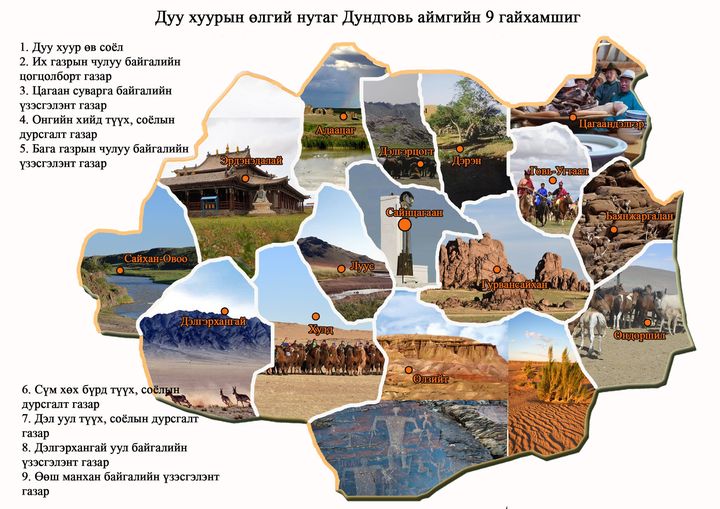 Дуу хуурын өлгий нутаг Дундговь аймгийн 9 гайхамшиг
1. Дуу хуур өв соёл
2. Их газрын чулуу байгалийн
цогцолборт газар
3. Цагаан суварга байгалийн
үзэсгэлэнт газар
4. Онгийн хийд түүх, соёлын
дурсгалт газар
5. Бага газрын чулуу байгалийн
үзэсгэлэнт газар
Адаацаг
Цагаандэлгэр
Дэлгэрцогт
Дэрэн
Эрдэнэдалай
Говь-Угтаал
Сайнцагаан
Баянжаргалан
Сайхан-Овоо
Луус
Гурвансайхан
Дэлгэрхангай
Хулд
Өндөршил
Өлзийт
6. Сүм хөх бүрд түүх, соёлын
дурсгалт газар
7. Дэл уул түүх, соёлын дурсгалт
газар
8. Дэлгэрхангай уул байгалийн
үзэсгэлэнт газар
9. Өөш манхан байгалийн үзэсгэлэнт
газар